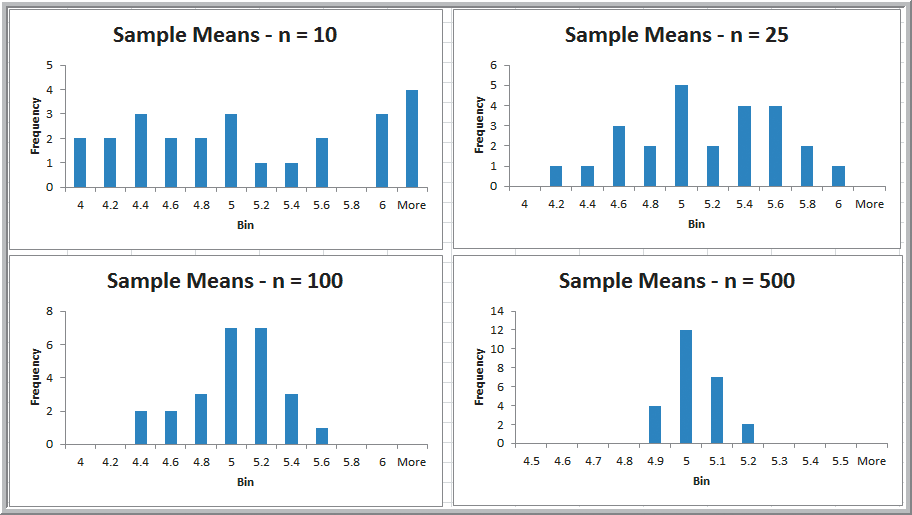 Sample Means - n = 10
5
4
3
2
1
0
Frequency
4 4.2 4.4 4.6 4.8 5 5.2 5.4 5.6 5.8 6 More
Bin
Sample Means - n = 25
6
5
4
3
2
1
0
Frequency
4 4.2 4.4 4.6 4.8 5 5.2 5.4 5.6 5.8 6 More
Bin
Sample Means - n = 100
8
6
4
2
0
Frequency
4 4.2 4.4 4.6 4.8 5 5.2 5.4 5.6 5.8 6 More
Bin
Sample Means - n = 500
14
12
10
8
6
4
2
0
Frequency
4.5 4.6 4.7 4.8 4.9 5 5.1 5.2 5.3 5.4 5.5 More
Bin